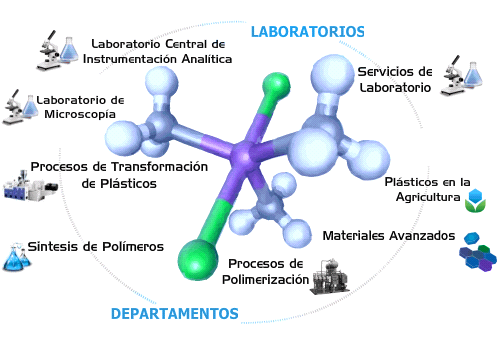 LABORATORIOS
Laboratorio Central de
Instrumentación Analítica
Servicios de
Laboratorio
Laboratorio de
Microscopía
Procesos de Transformación
de Plásticos
Plásticos en la
Agricultura
Síntesis de Polímeros
Materiales Avanzados
Procesos de
Polimerización
DEPARTAMENTOS